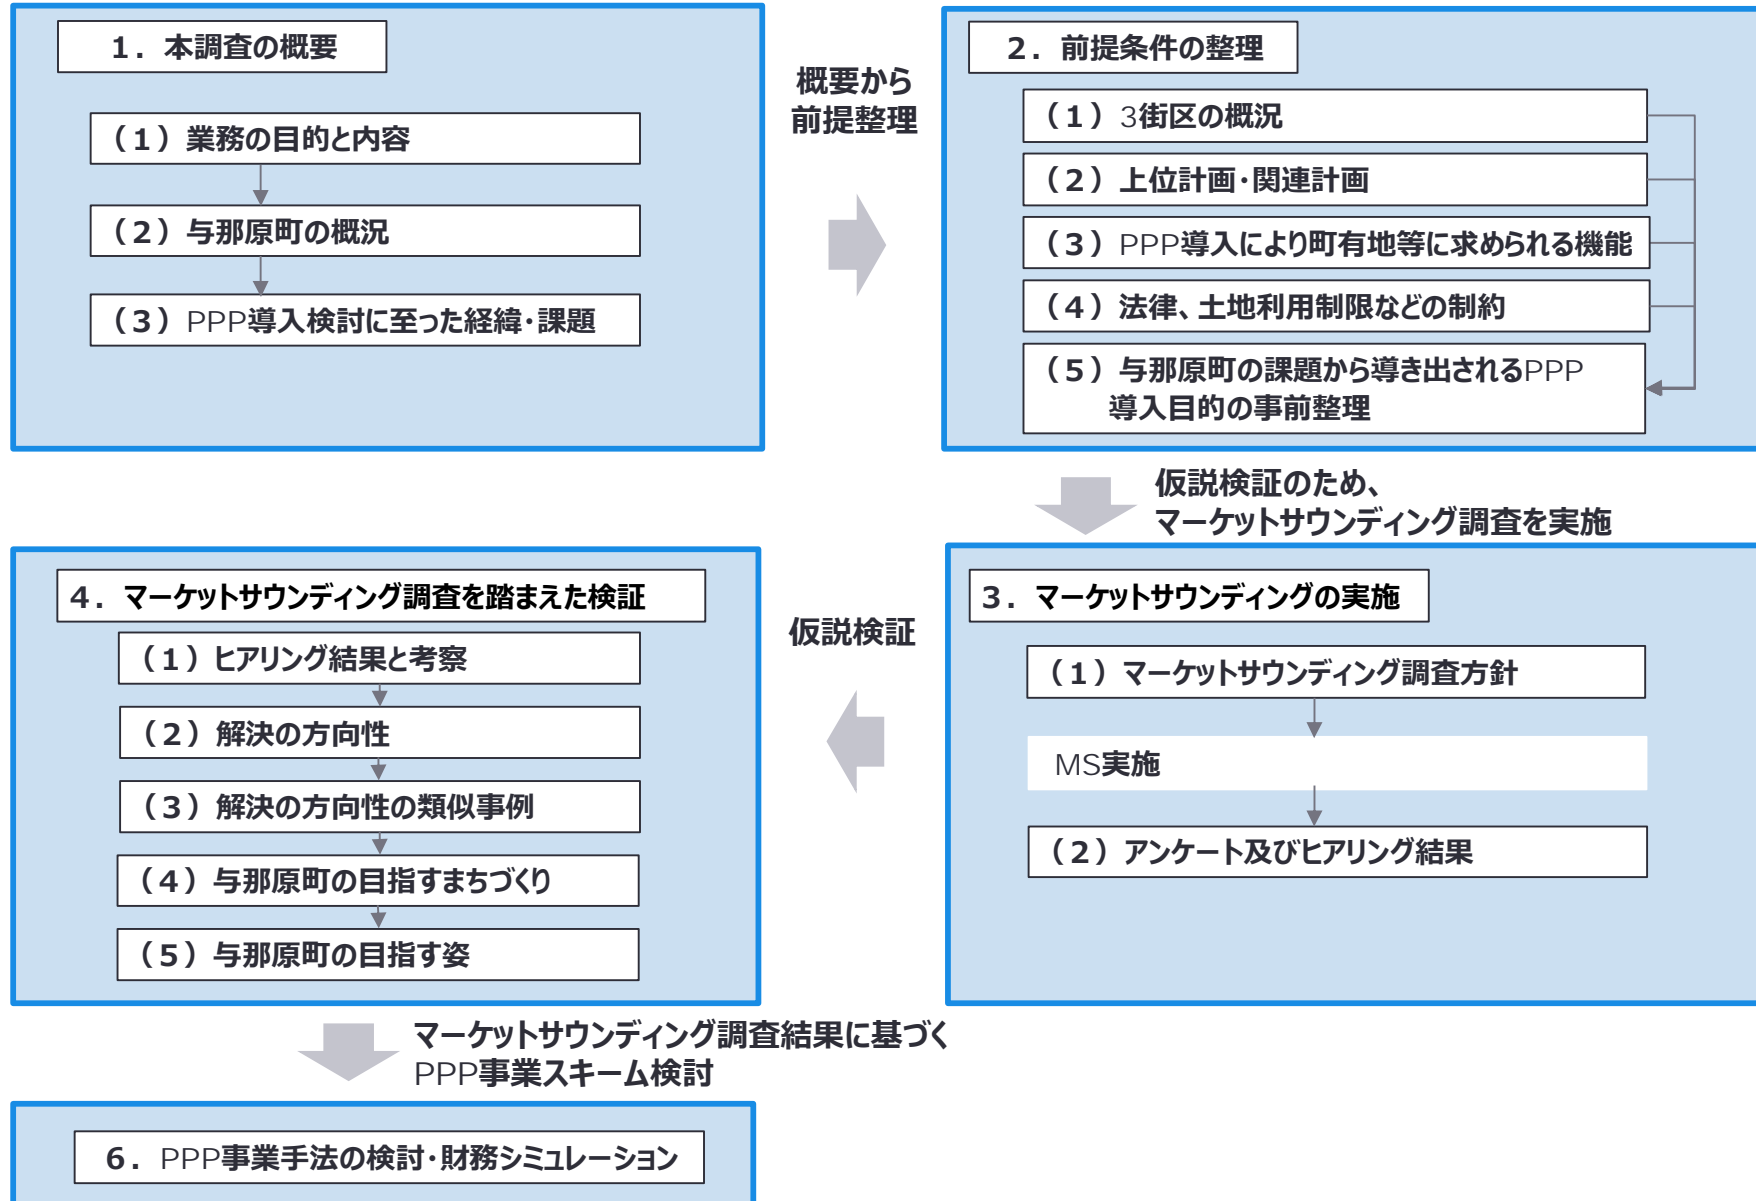 1．本調査の概要
（1）業務の目的と内容
（2）与那原町の概況
（3）PPP導入検討に至った経緯・課題
概要から
前提整理
2．前提条件の整理
（1）3街区の概況
（2）上位計画・関連計画
（3）PPP導入により町有地等に求められる機能
（4）法律、土地利用制限などの制約
（5）与那原町の課題から導き出されるPPP
導入目的の事前整理
仮説検証のため、
マーケットサウンディング調査を実施
3．マーケットサウンディングの実施
（1）マーケットサウンディング調査方針
MS実施
（2）アンケート及びヒアリング結果
仮説検証
4．マーケットサウンディング調査を踏まえた検証
（1）ヒアリング結果と考察
（2）解決の方向性
（3）解決の方向性の類似事例
（4）与那原町の目指すまちづくり
（5）与那原町の目指す姿
マーケットサウンディング調査結果に基づく
PPP事業スキーム検討
6．PPP事業手法の検討・財務シミュレーション